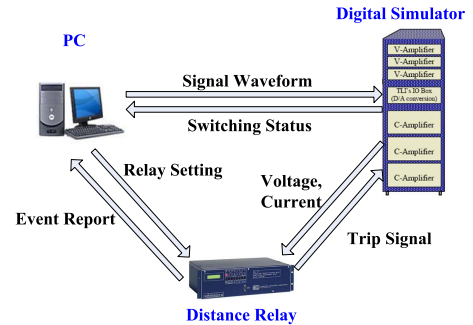 Digital Simulator
PC
V-Amplifier
V-Amplifier
V-Amplifier
TLI's IO Box
(D/A conversion)
C-Amplifier
C-Amplifier
C-Amplifier
Signal Waveform
Switching Status
Relay Setting
Event Report
Voltage,
Current
Trip Signal
Distance Relay